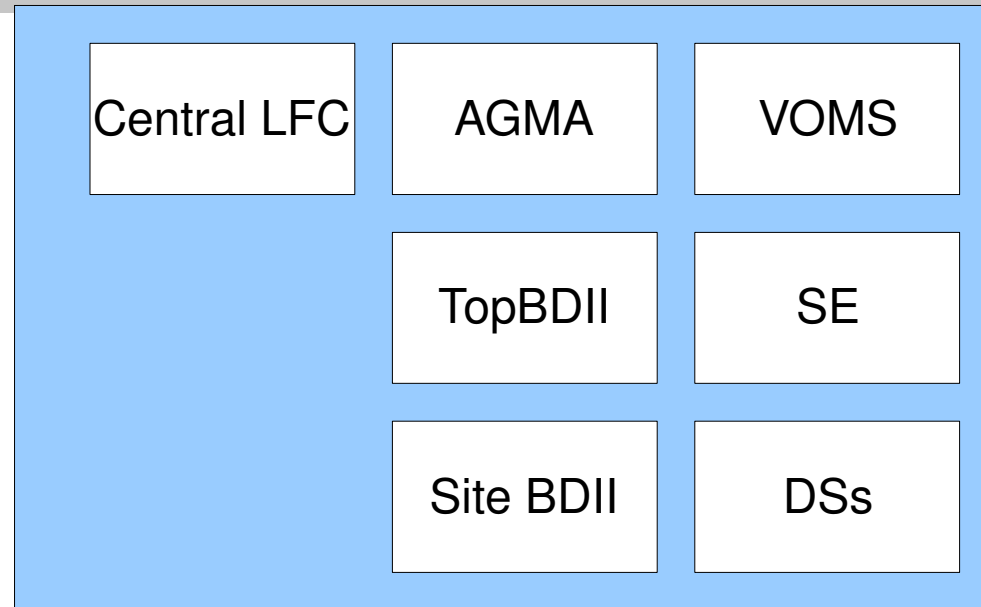 Central LFC
AGMA
VOMS
TopBDII
SE
Site BDII
DSs